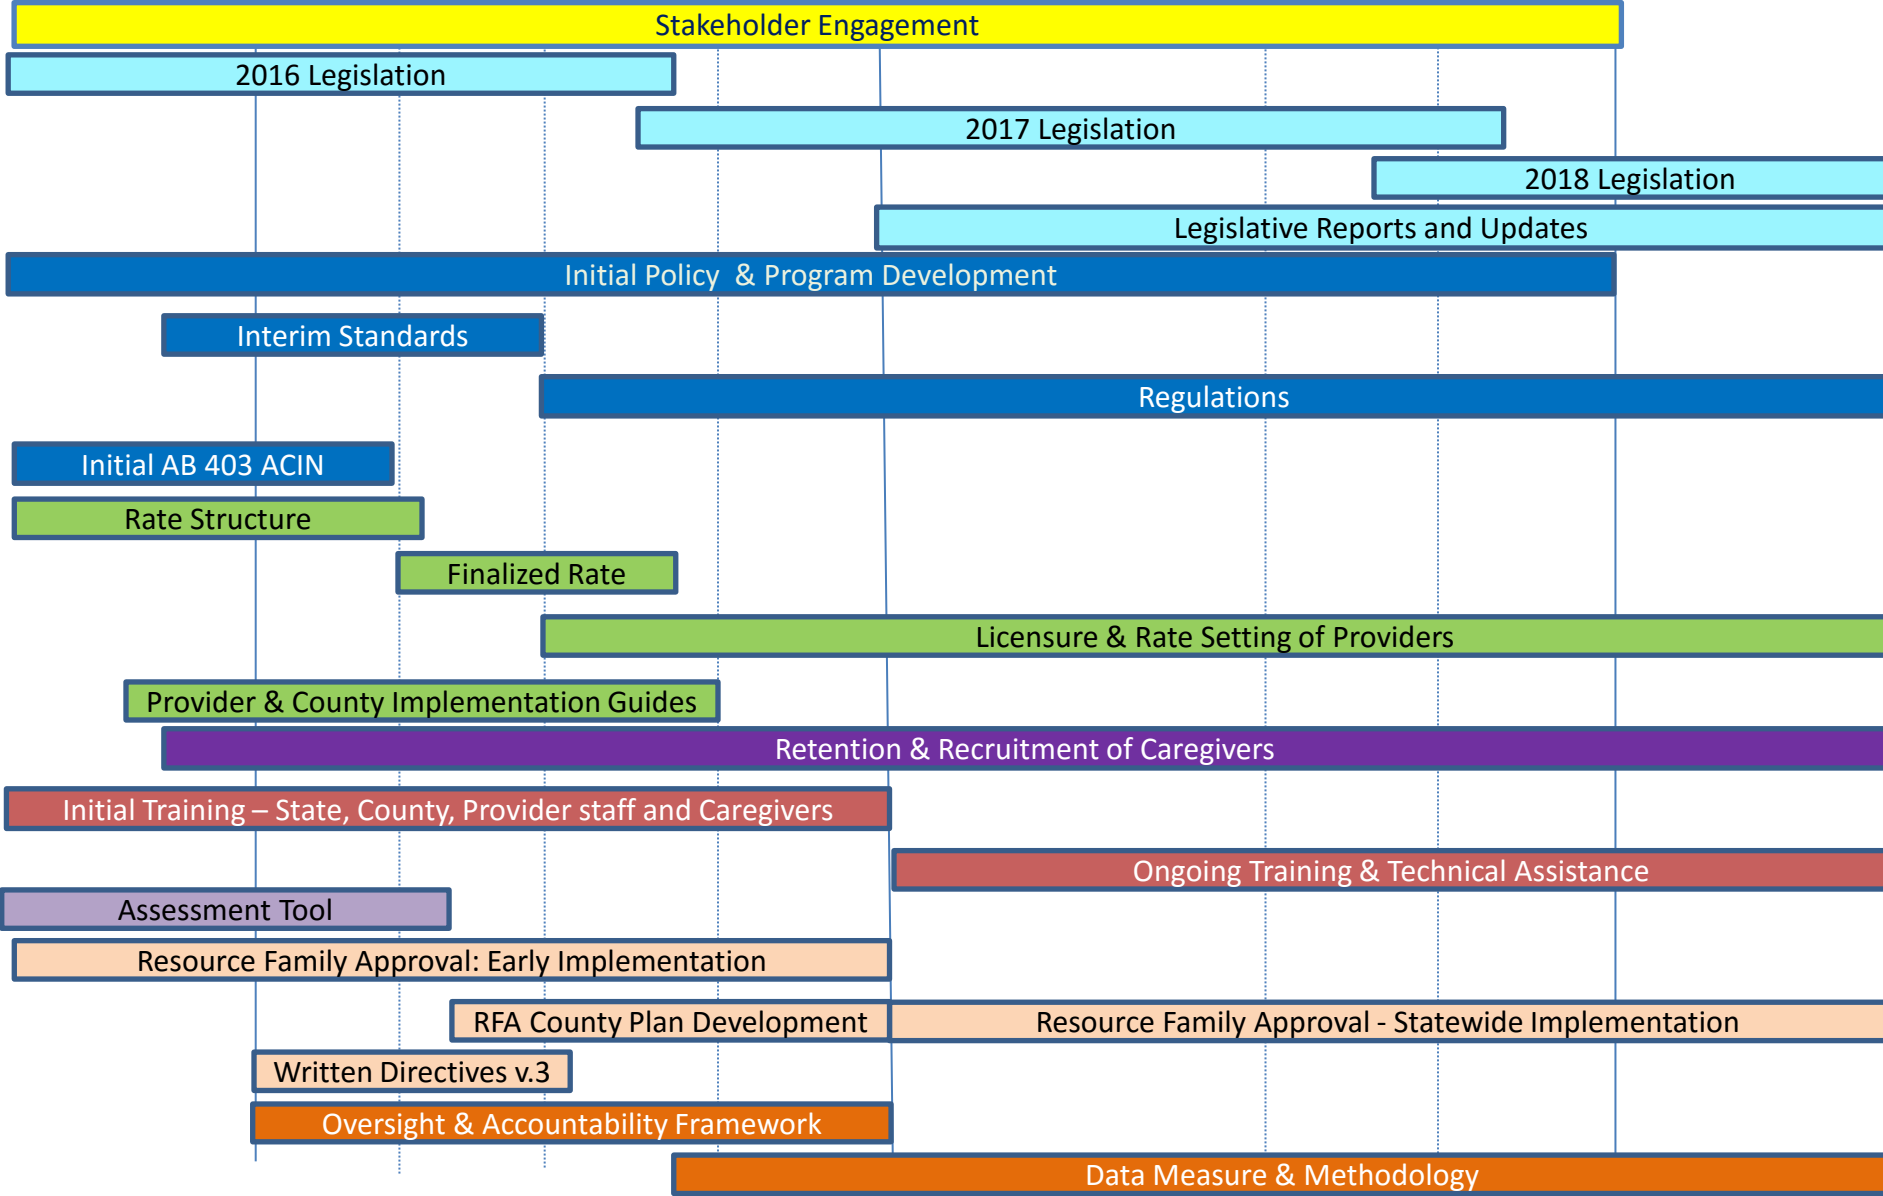 Stakeholder Engagement
2016 Legislation
2017 Legislation
2018 Legislation
Legislative Reports and Updates
Initial Policy & Program Development
Interim Standards
Regulations
Initial AB 403 ACIN
Rate Structure
Finalized Rate
Licensure & Rate Setting of Providers
Provider & County Implementation Guides
Retention & Recruitment of Caregivers
Initial Training – State, County, Provider staff and Caregivers
Ongoing Training & Technical Assistance
Assessment Tool
Resource Family Approval: Early Implementation
RFA County Plan Development
Resource Family Approval - Statewide Implementation
Written Directives v.3
Oversight & Accountability Framework
Data Measure & Methodology